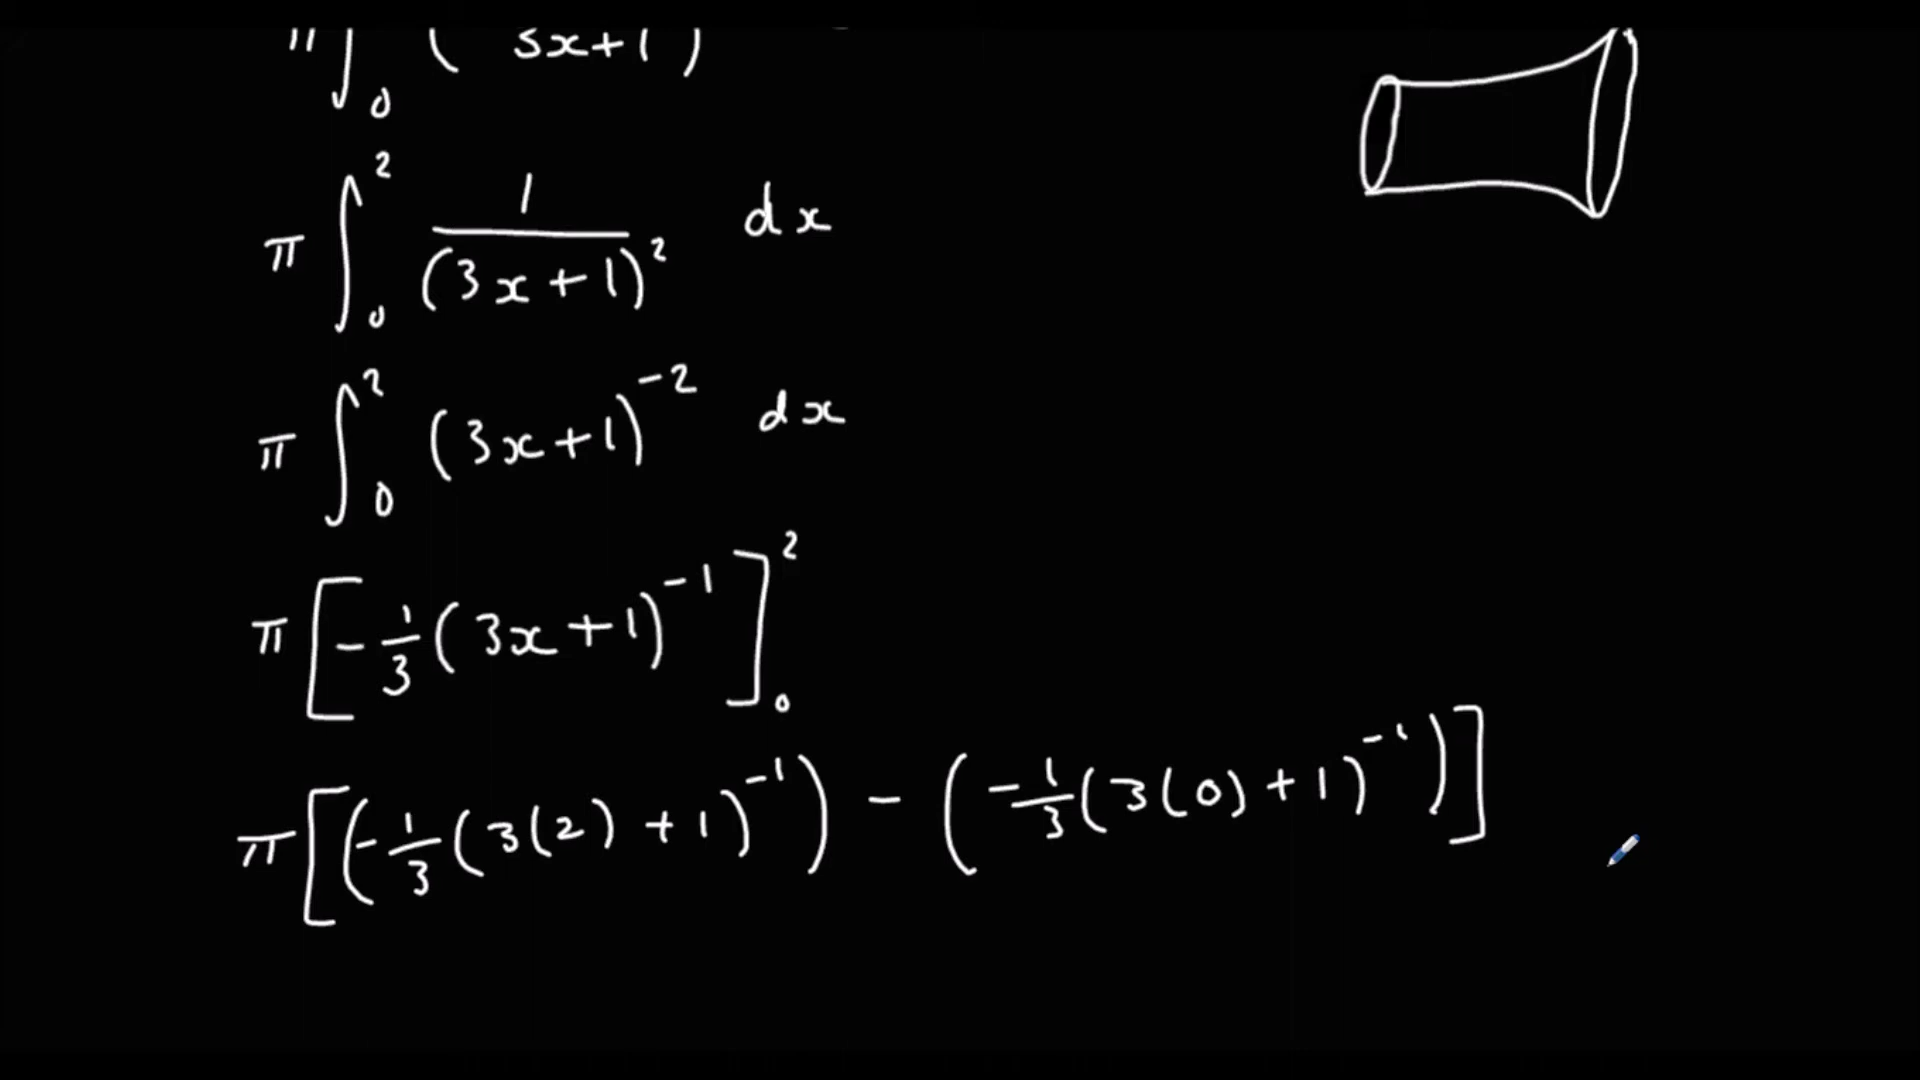 π∫₀ ( 3x+1 )
π∫₀² 1/(3x+1)² dx
π∫₀² (3x+1)⁻² dx
π[-1/3(3x+1)⁻¹]₀²
π[(-1/3(3(2)+1)⁻¹) - (-1/3(3(0)+1)⁻¹)]